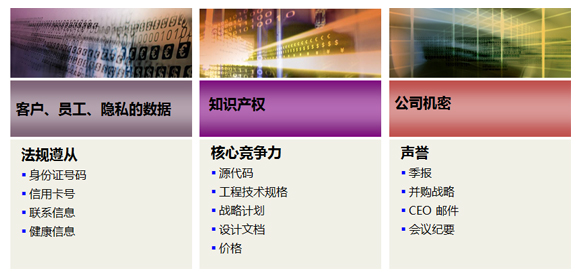 客户、员工、隐私的数据
法规遵从
身份证号码
信用卡号
联系信息
健康信息
知识产权
核心竞争力
源代码
工程技术规格
战略计划
设计文档
价格
公司机密
声誉
季报
并购战略
CEO 邮件
会议纪要